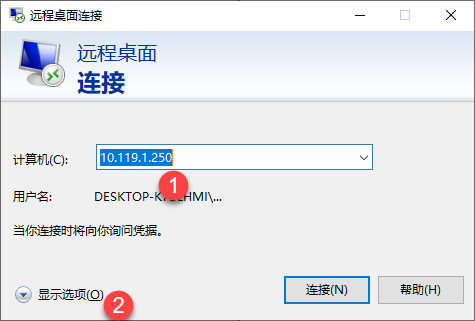 远程桌面连接
远程桌面
连接
计算机(C):
10.119.1.250
1
用户名:
当你连接时将向你询问凭据。
显示选项(O)
2
连接(N)
帮助(H)